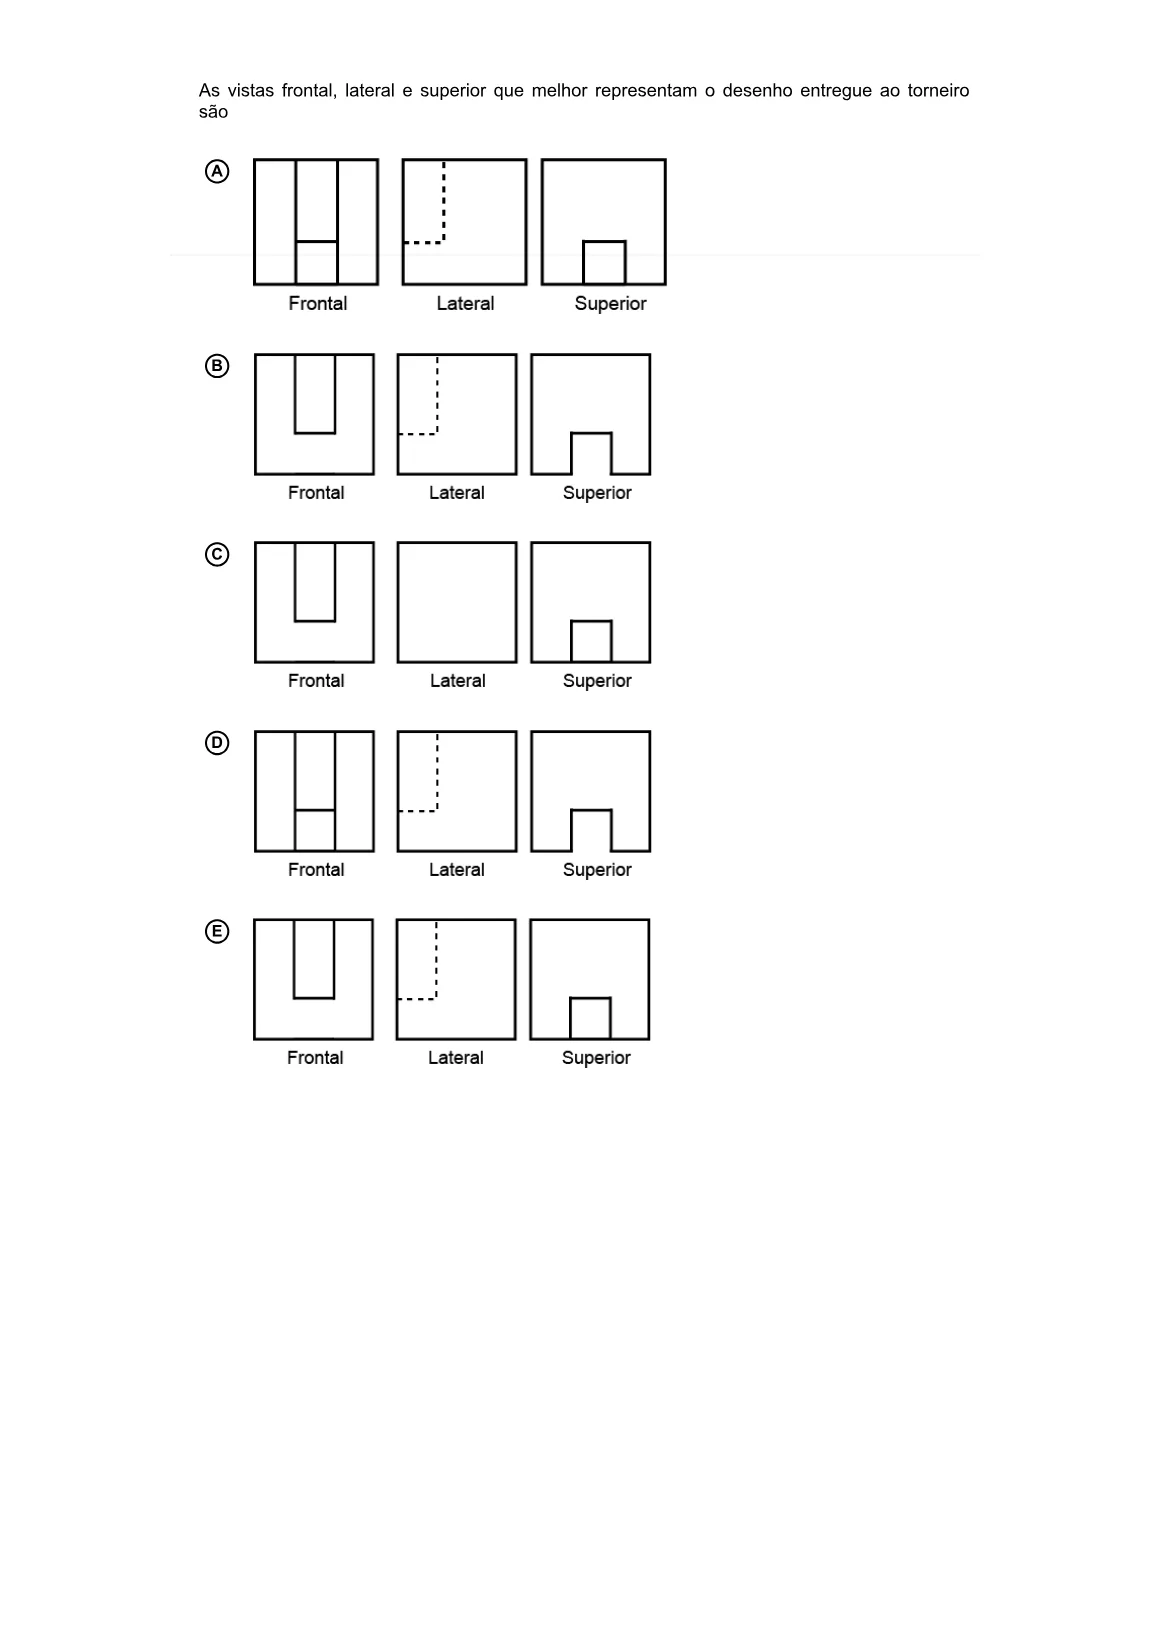 As vistas frontal, lateral e superior que melhor representam o desenho entregue ao torneiro
são
A
Frontal Lateral Superior
B
Frontal Lateral Superior
C
Frontal Lateral Superior
D
Frontal Lateral Superior
E
Frontal Lateral Superior